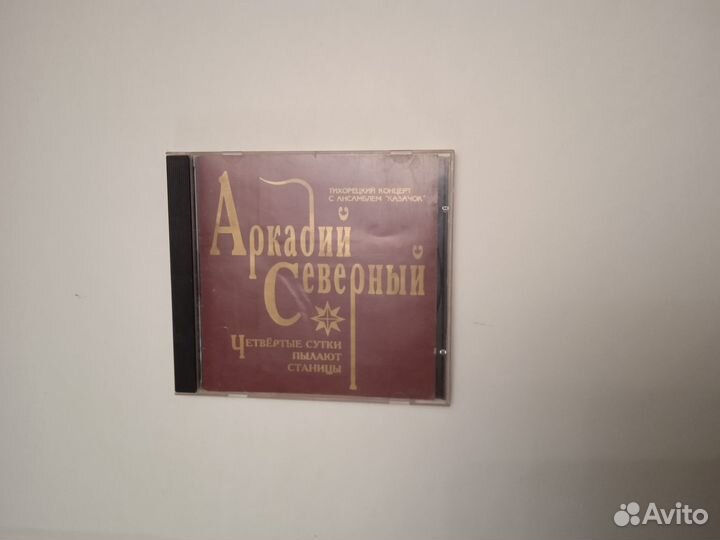 Тихорецкий концерт
с ансамблем "Казачок"
Аркадий
Северный
Четвёртые сутки
пылают
станицы
Avito